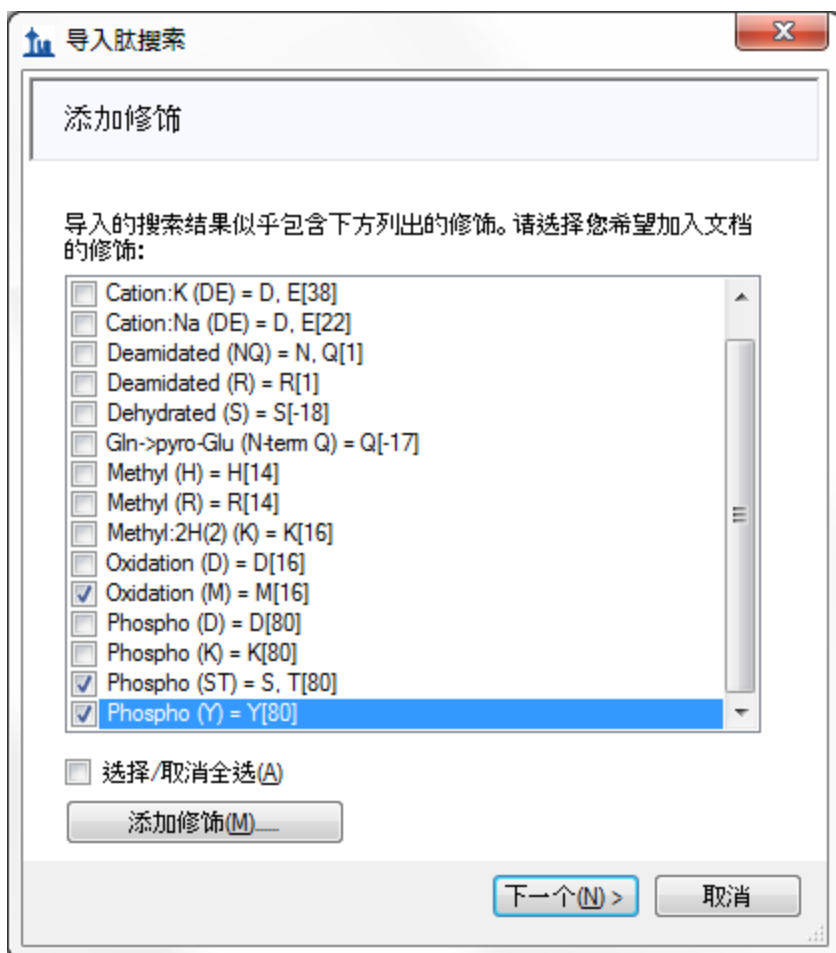 导入肽搜索
添加修饰
导入的搜索结果似乎包含下方列出的修饰。请选择您希望加入文档
的修饰:
Cation:K (DE) = D, E[38]
Cation:Na (DE) = D, E[22]
Deamidated (NQ) = N, Q[1]
Deamidated (R) = R[1]
Dehydrated (S) = S[-18]
Gln->pyro-Glu (N-term Q) = Q[-17]
Methyl (H) = H[14]
Methyl (R) = R[14]
Methyl:2H(2) (K) = K[16]
Oxidation (D) = D[16]
Oxidation (M) = M[16]
Phospho (D) = D[80]
Phospho (K) = K[80]
Phospho (ST) = S, T[80]
Phospho (Y) = Y[80]
选择/取消全选(A)
添加修饰(M)......
下一个(N) >
取消